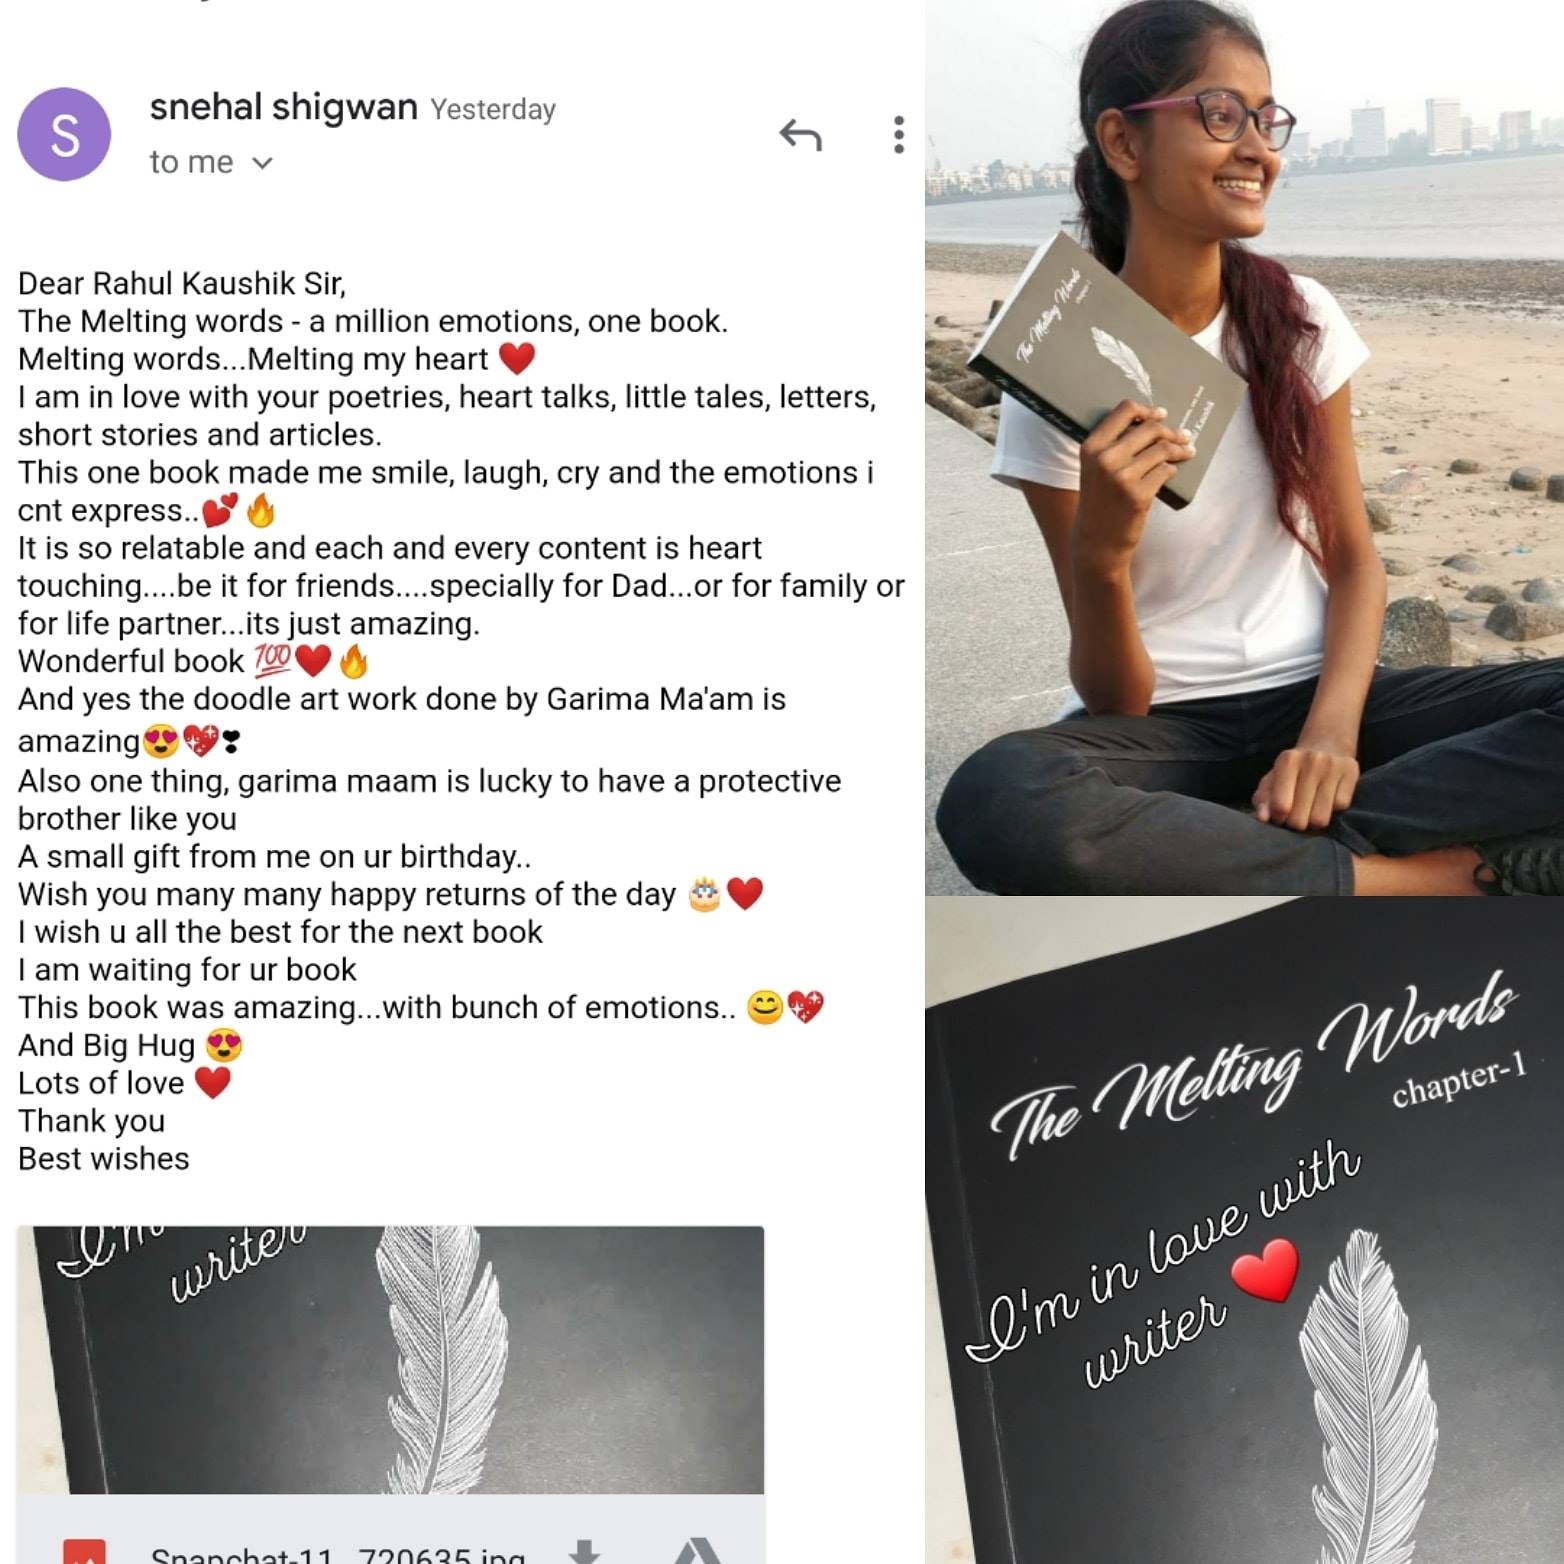 S
snehal shigwan Yesterday
to me
Dear Rahul Kaushik Sir,
The Melting words - a million emotions, one book.
Melting words...Melting my heart ❤️
I am in love with your poetries, heart talks, little tales, letters,
short stories and articles.
This one book made me smile, laugh, cry and the emotions i
cnt express..💕🔥
It is so relatable and each and every content is heart
touching....be it for friends....specially for Dad...or for family or
for life partner...its just amazing.
Wonderful book 💯❤️🔥
And yes the doodle art work done by Garima Ma'am is
amazing😍💖❣
Also one thing, garima maam is lucky to have a protective
brother like you
A small gift from me on ur birthday..
Wish you many many happy returns of the day 🎂❤️
I wish u all the best for the next book
I am waiting for ur book
This book was amazing...with bunch of emotions.. 😊💖
And Big Hug 😍
Lots of love ❤️
Thank you
Best wishes
I'm
writer
Snapchat-11...720635.jpg
The Melting Words
chapter-1
Kaushik
The Melting Words
chapter-1
I'm in love with
writer ❤️